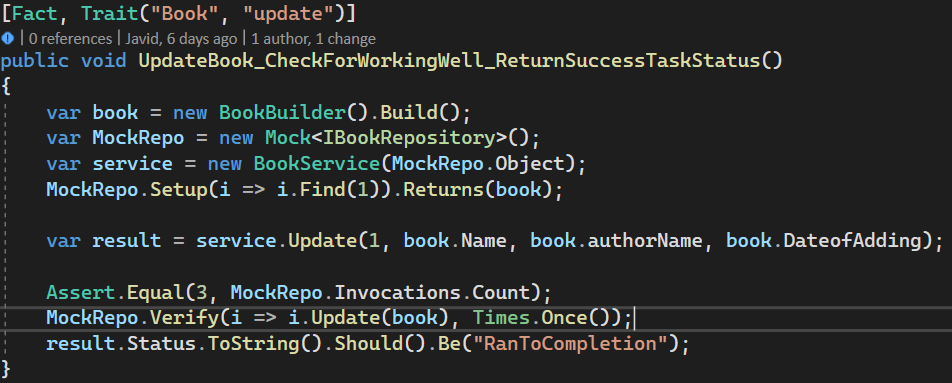 [Fact, Trait("Book", "update")]
| 0 references | Javid, 6 days ago | 1 author, 1 change
public void UpdateBook_CheckForWorkingWell_ReturnSuccessTaskStatus()
{
var book = new BookBuilder().Build();
var MockRepo = new Mock<IBookRepository>();
var service = new BookService(MockRepo.Object);
MockRepo.Setup(i => i.Find(1)).Returns(book);
var result = service.Update(1, book.Name, book.authorName, book.DateofAdding);
Assert.Equal(3, MockRepo.Invocations.Count);
MockRepo.Verify(i => i.Update(book), Times.Once());
result.Status.ToString().Should().Be("RanToCompletion");
}